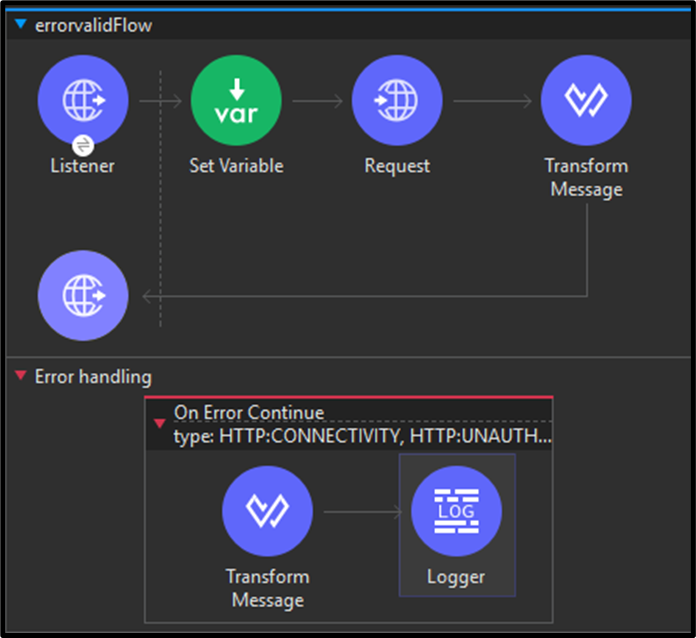 errorvalidFlow
var
Listener
Set Variable
Request
Transform
Message
Error handling
On Error Continue
type: HTTP:CONNECTIVITY, HTTP:UNAUTH...
LOG
Transform
Message
Logger